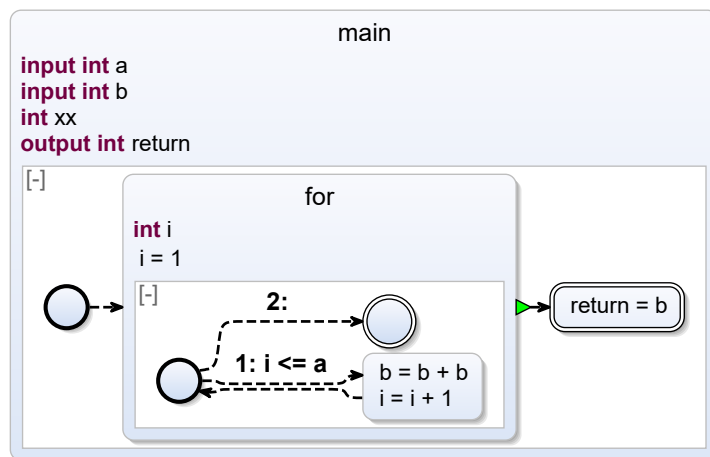 main
input int a
input int b
int xx
output int return
[-]
for
int i
i = 1
[-]
2:
1: i <= a
b = b + b
i = i + 1
return = b